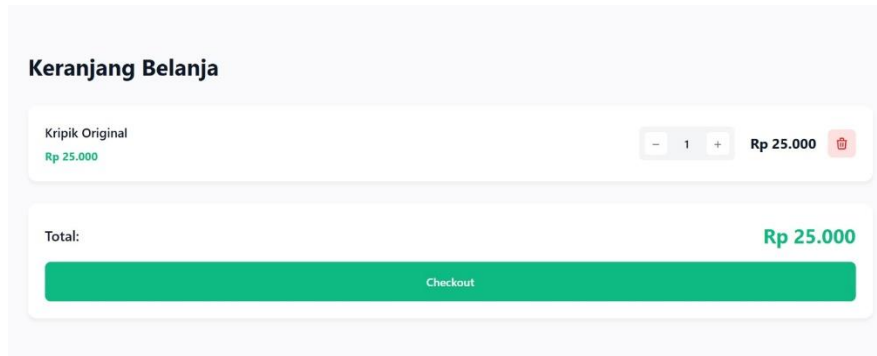 Keranjang Belanja
Kripik Original
Rp 25.000
− 1 + Rp 25.000
Total: Rp 25.000
Checkout